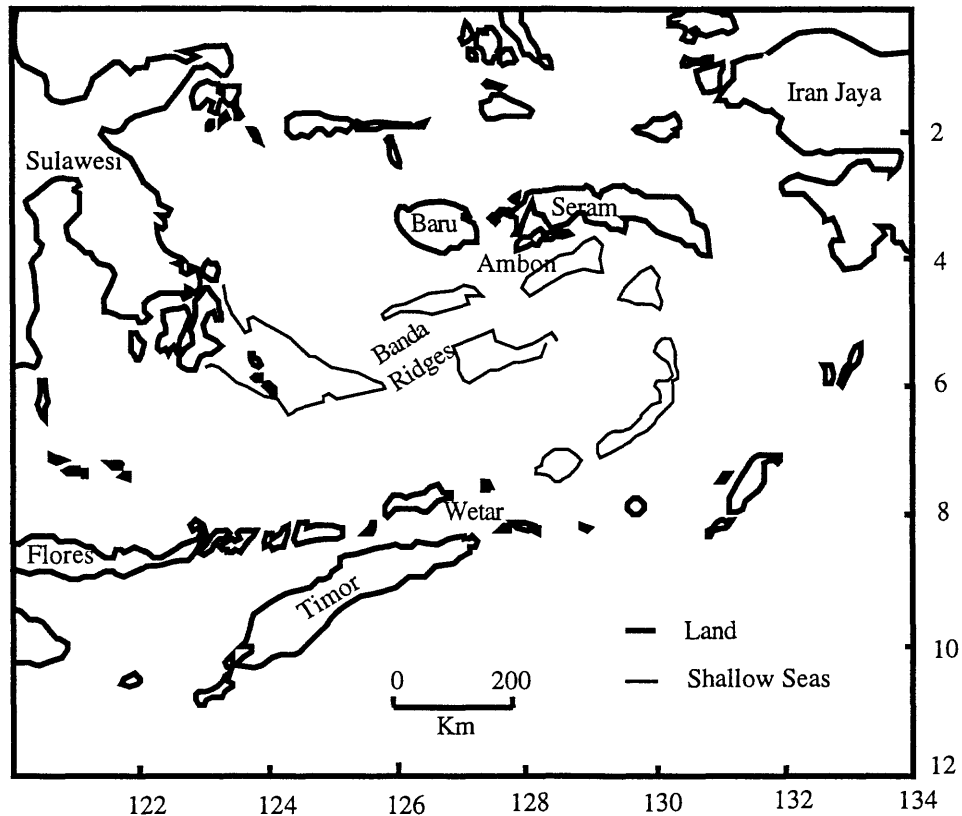 Iran Jaya
2
Sulawesi
Seram
Baru
Ambon
4
Banda
Ridges
6
Wetar
8
Flores
Timor
Land
10
0 200
Shallow Seas
Km
12
122 124 126 128 130 132 134